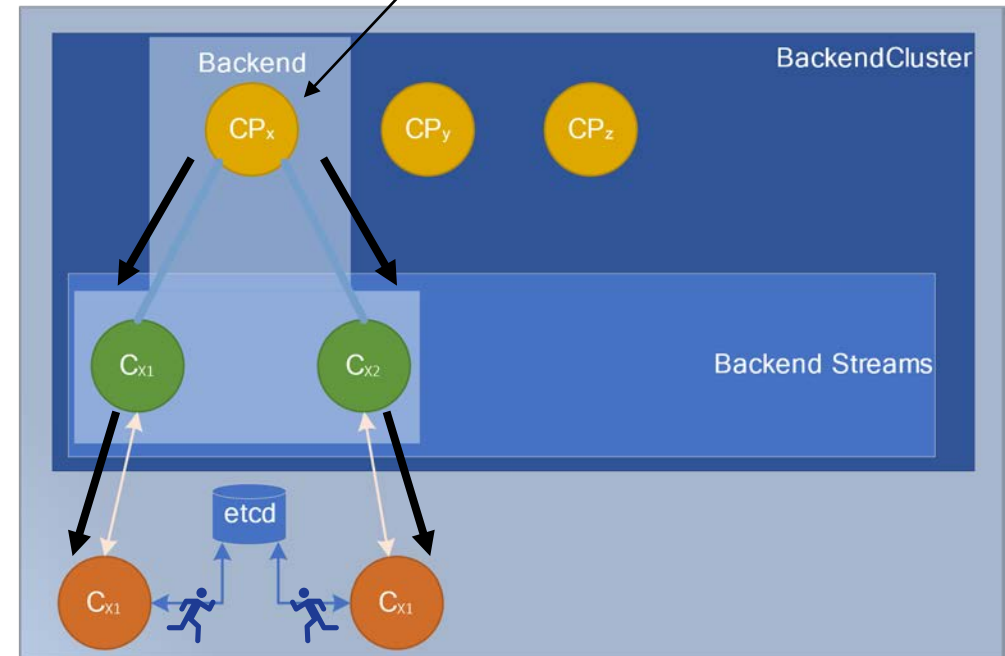 BackendCluster
Backend
CPx
CPy
CPz
Cx1
Cx2
Backend Streams
etcd
Cx1
Cx1